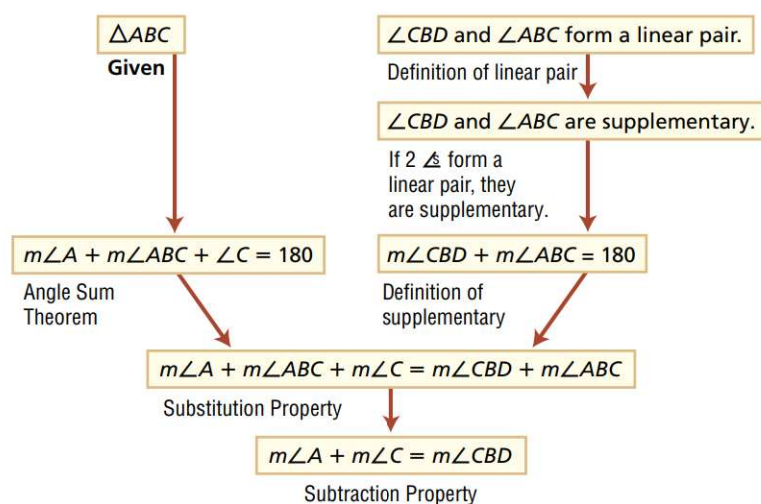 △ABC
Given
∠CBD and ∠ABC form a linear pair.
Definition of linear pair
∠CBD and ∠ABC are supplementary.
If 2 ∠s form a
linear pair, they
are supplementary.
m∠A + m∠ABC + ∠C = 180
Angle Sum
Theorem
m∠CBD + m∠ABC = 180
Definition of
supplementary
m∠A + m∠ABC + m∠C = m∠CBD + m∠ABC
Substitution Property
m∠A + m∠C = m∠CBD
Subtraction Property